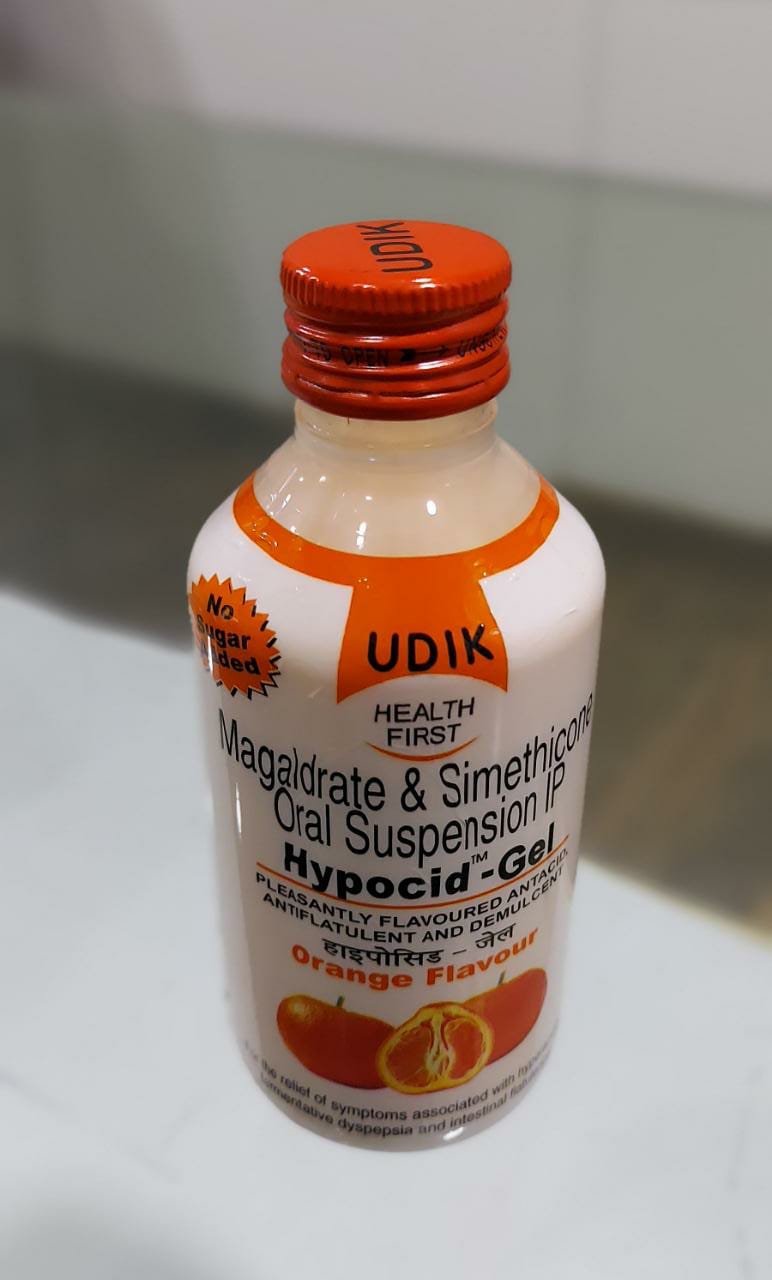 UDIK
TO OPEN
No
Sugar
Added
UDIK
HEALTH
FIRST
Magaldrate & Simethicone
Oral Suspension IP
Hypocid™-Gel
PLEASANTLY FLAVOURED ANTACID,
ANTIFLATULENT AND DEMULCENT
हाइपोसिड - जेल
Orange Flavour
For the relief of symptoms associated with
fermentative dyspepsia and intestinal